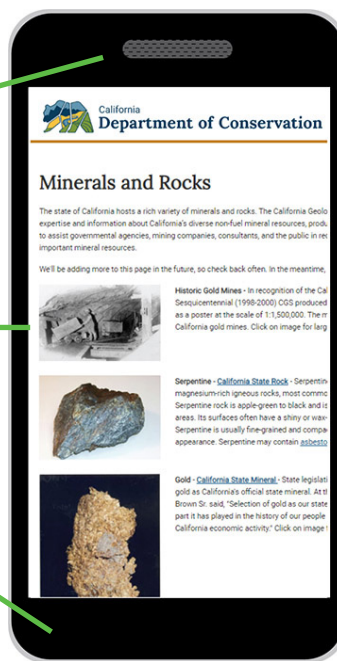 California
Department of Conservation
Minerals and Rocks
The state of California hosts a rich variety of minerals and rocks. The California Geolo
expertise and information about California's diverse non-fuel mineral resources, produ
to assist governmental agencies, mining companies, consultants, and the public in rec
important mineral resources.
We'll be adding more to this page in the future, so check back often. In the meantime,
Historic Gold Mines - In recognition of the Cal
Sesquicentennial (1998-2000) CGS produced
as a poster at the scale of 1:1,500,000. The m
California gold mines. Click on image for larg
Serpentine - California State Rock - Serpentin
magnesium-rich igneous rocks, most commo
Serpentine rock is apple-green to black and is
areas. Its surfaces often have a shiny or wax-
Serpentine is usually fine-grained and compa
appearance. Serpentine may contain asbesto
Gold - California State Mineral - State legislati
gold as California's official state mineral. At tl
Brown Sr. said, "Selection of gold as our state
part it has played in the history of our people
California economic activity." Click on image f